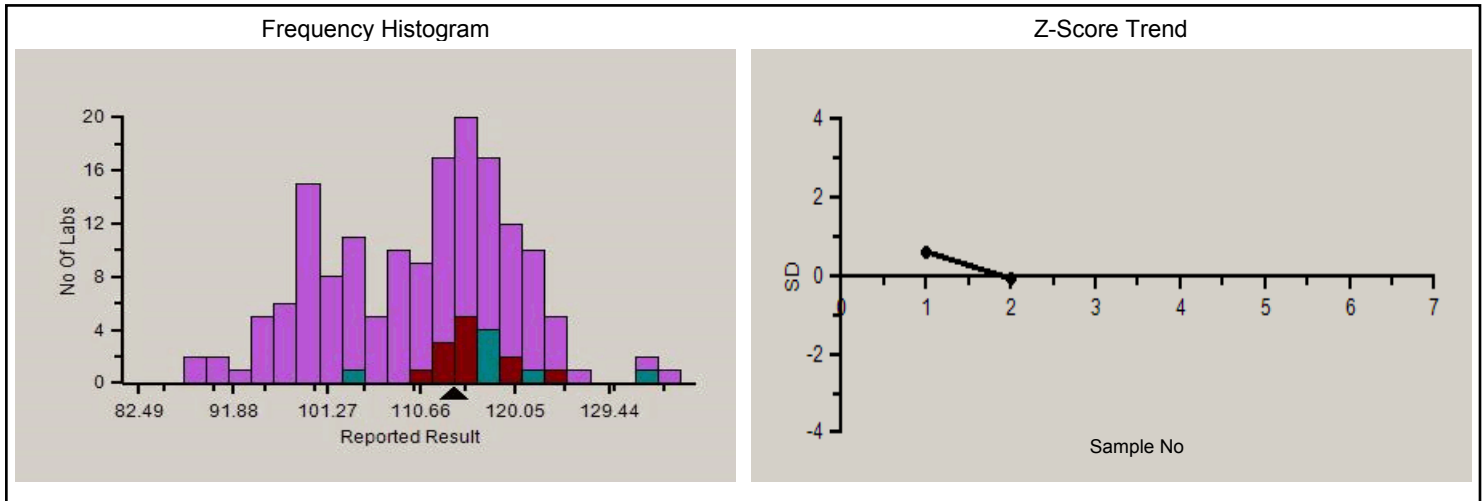 Frequency Histogram
20
16
12
8
4
0
No Of Labs
82.49 91.88 101.27 110.66 120.05 129.44
Reported Result
Z-Score Trend
4
2
0
-2
-4
SD
0 1 2 3 4 5 6 7
Sample No